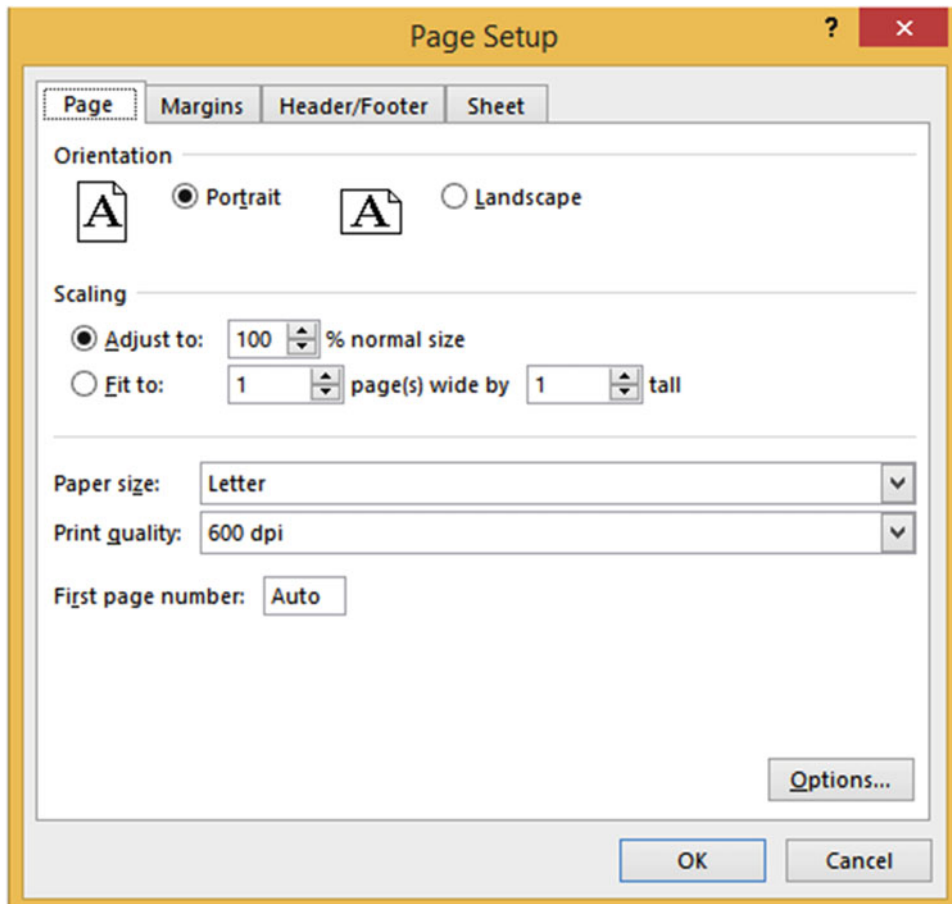 Page Setup ? ×
Page Margins Header/Footer Sheet
Orientation
A Portrait A Landscape
Scaling
Adjust to: 100 % normal size
Fit to: 1 page(s) wide by 1 tall
Paper size: Letter
Print quality: 600 dpi
First page number: Auto
Options...
OK Cancel